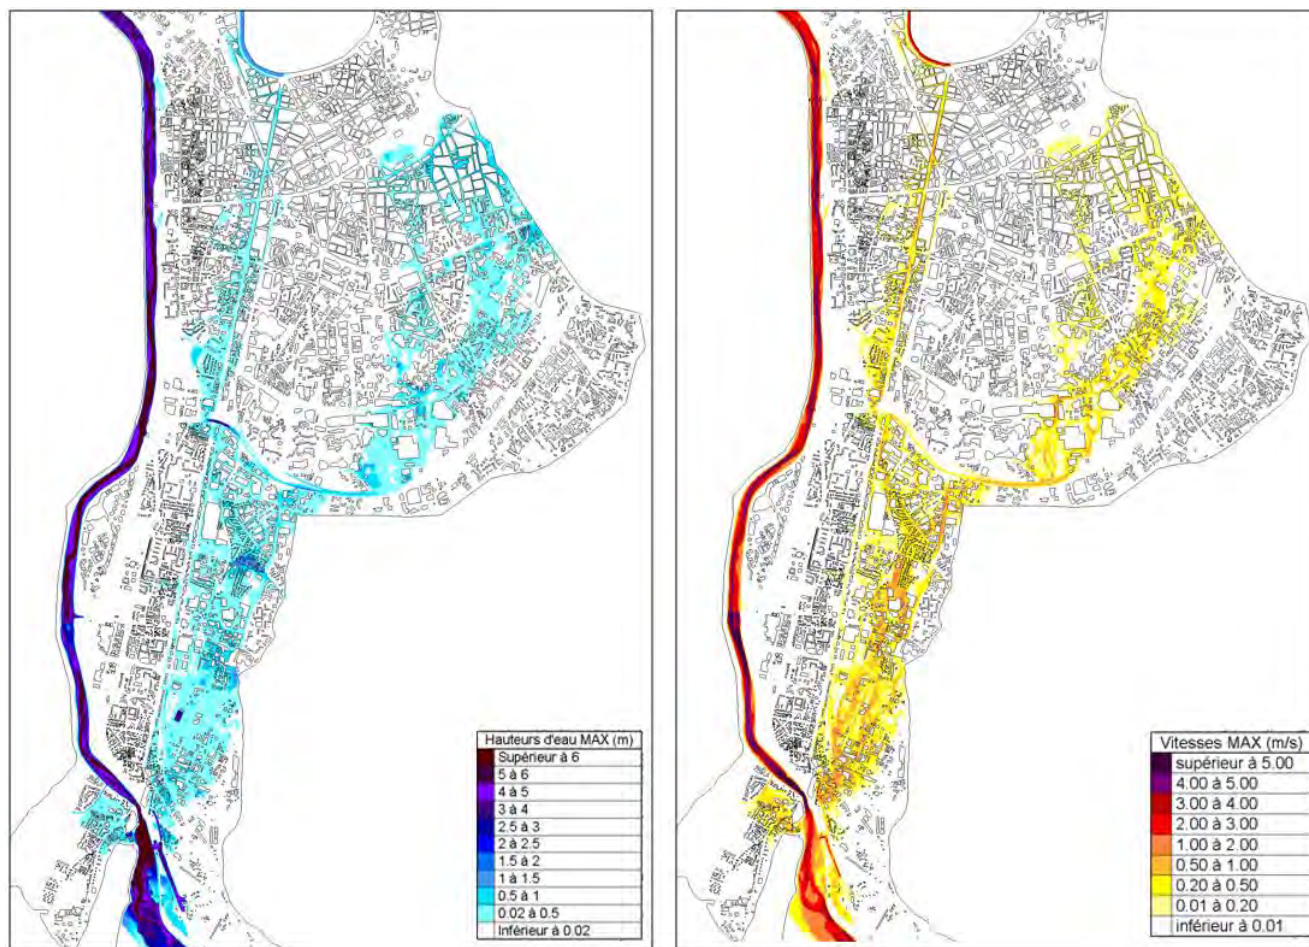 Hauteurs d'eau MAX (m)
Supérieur à 6
5 à 6
4 à 5
3 à 4
2.5 à 3
2 à 2.5
1.5 à 2
1 à 1.5
0.5 à 1
0.02 à 0.5
Inférieur à 0.02
Vitesses MAX (m/s)
supérieur à 5.00
4.00 à 5.00
3.00 à 4.00
2.00 à 3.00
1.00 à 2.00
0.50 à 1.00
0.20 à 0.50
0.01 à 0.20
inférieur à 0.01